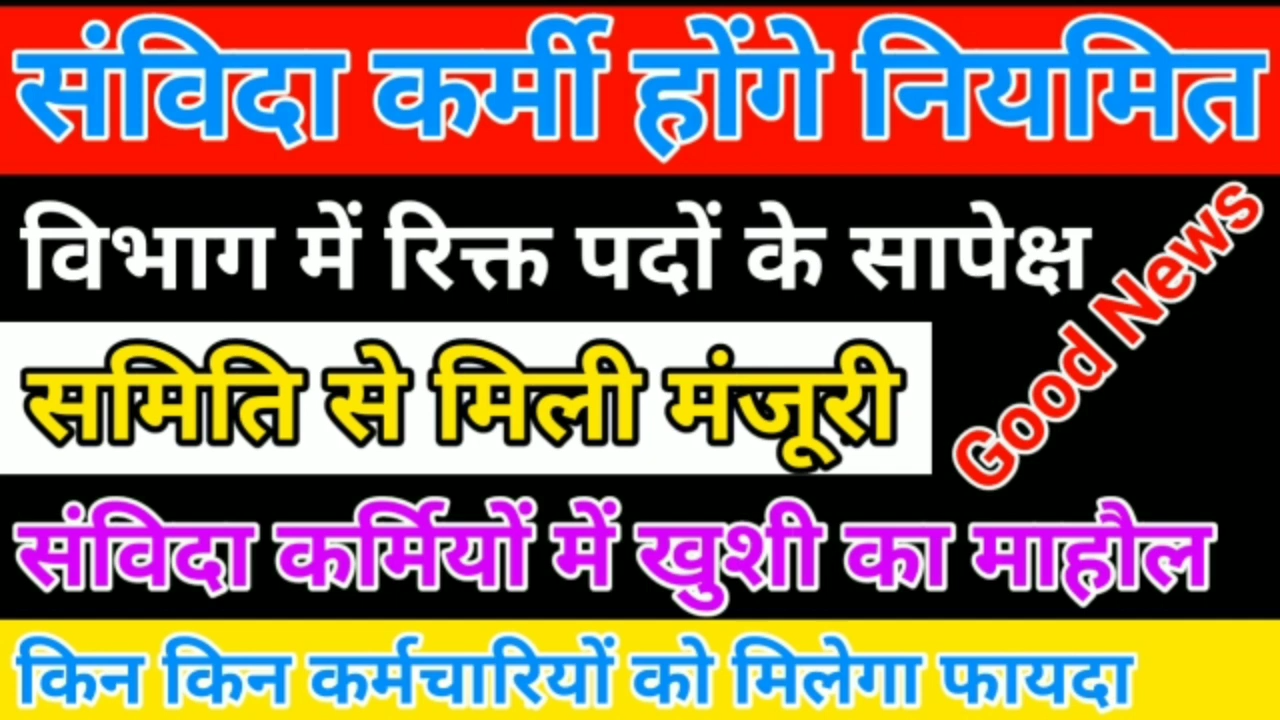 संविदा कर्मी होंगे नियमित
विभाग में रिक्त पदों के सापेक्ष
Good News
समिति से मिली मंजूरी
संविदा कर्मियों में खुशी का माहौल
किन किन कर्मचारियों को मिलेगा फायदा